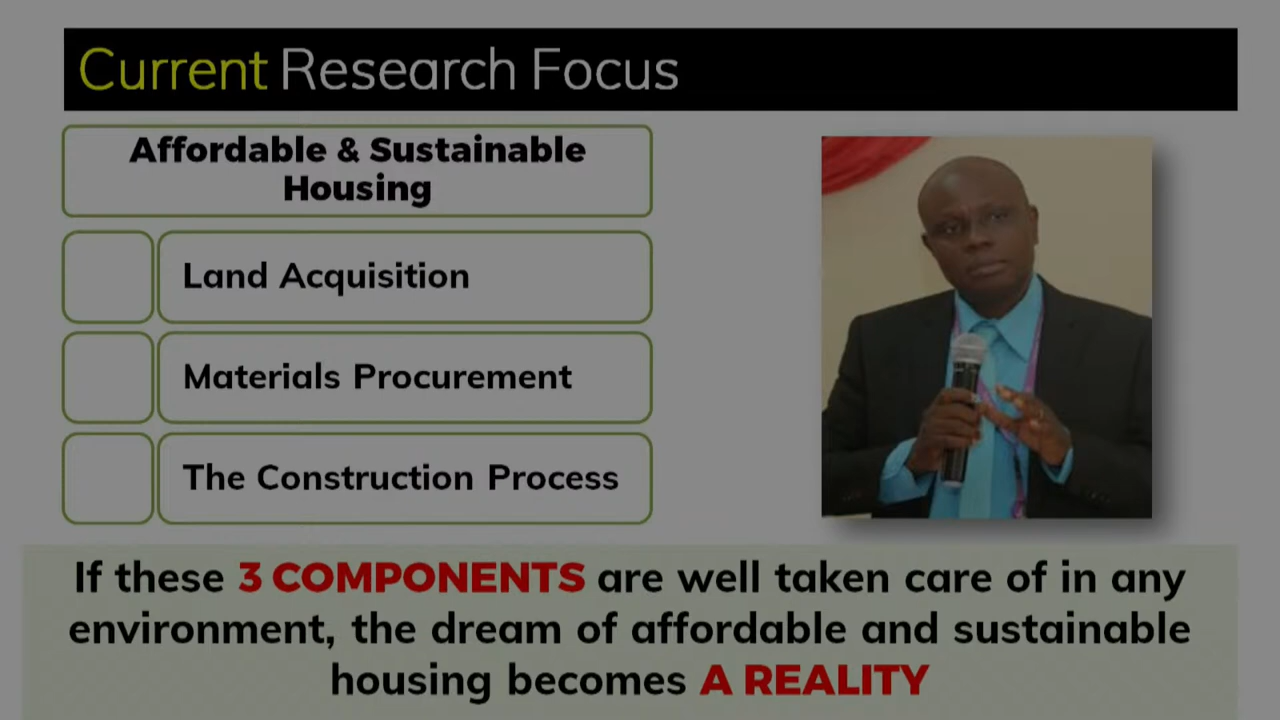 Current Research Focus
Affordable & Sustainable
Housing
Land Acquisition
Materials Procurement
The Construction Process
If these 3 COMPONENTS are well taken care of in any
environment, the dream of affordable and sustainable
housing becomes A REALITY